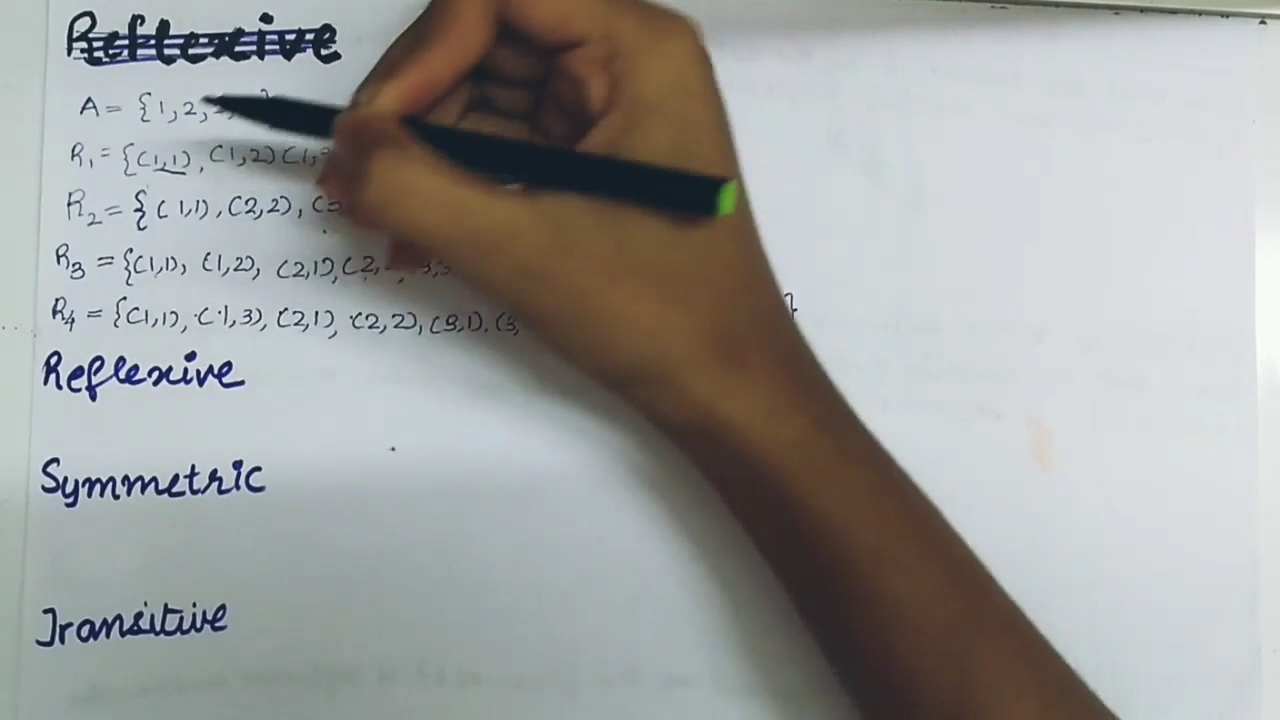 Reflexive
A = {1,2,
R₁ = {(1,1), (1,2) (1,
R₂ = {(1,1), (2,2), (
R₃ = {(1,1), (1,2), (2,1), (2,
R₄ = {(1,1), (1,3), (2,1), (2,2), (3,1), (3, }
Reflexive
Symmetric
Transitive